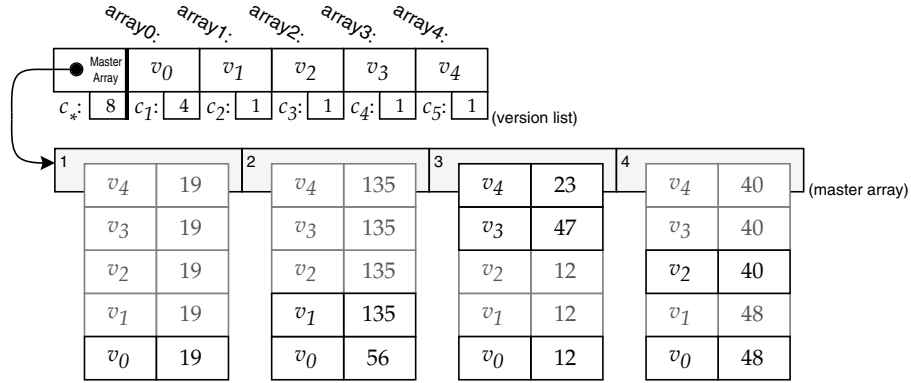 array0: array1: array2: array3: array4:
Master Array v0 v1 v2 v3 v4
c*: 8 c1: 4 c2: 1 c3: 1 c4: 1 c5: 1 (version list)
1 2 3 4
v4 19 v4 135 v4 23 v4 40 (master array)
v3 19 v3 135 v3 47 v3 40
v2 19 v2 135 v2 12 v2 40
v1 19 v1 135 v1 12 v1 48
v0 19 v0 56 v0 12 v0 48